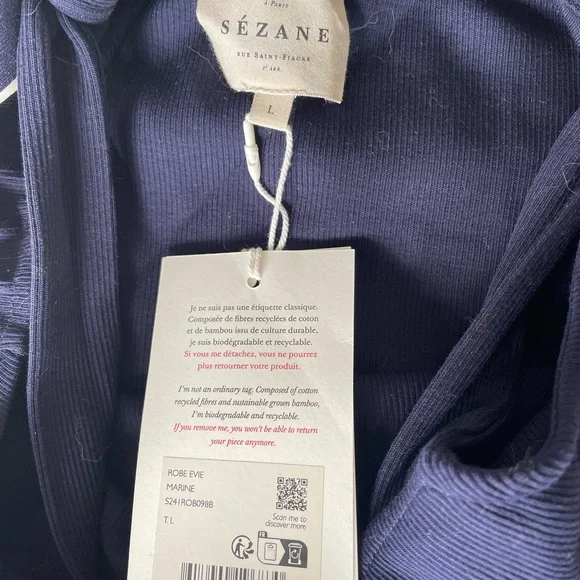 à Paris
SÉZANE
rue Saint-Fiacre
2e arr.
L
Je ne suis pas une étiquette classique.
Composée de fibres recyclées de coton
et de bambou issu de culture durable,
je suis biodégradable et recyclable.
Si vous me détachez, vous ne pourrez
plus retourner votre produit.
I'm not an ordinary tag. Composed of cotton
recycled fibres and sustainable grown bamboo,
I'm biodegradable and recyclable.
If you remove me, you won't be able to return
your piece anymore.
ROBE EVIE
MARINE
S241ROB098B
T. L
Scan me to
discover more
FR